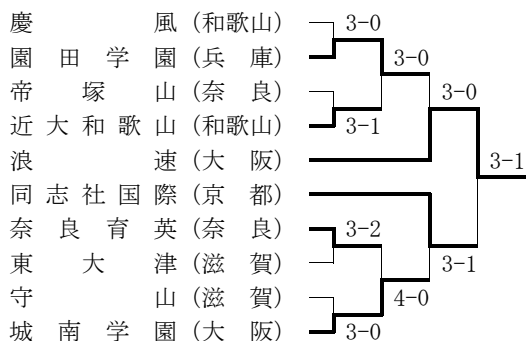 慶風(和歌山)
園田学園(兵庫)
帝塚山(奈良)
近大和歌山(和歌山)
浪速(大阪)
同志社国際(京都)
奈良育英(奈良)
東大津(滋賀)
守山(滋賀)
城南学園(大阪)
3-0
3-0
3-1
3-0
3-1
3-2
3-1
4-0
3-0